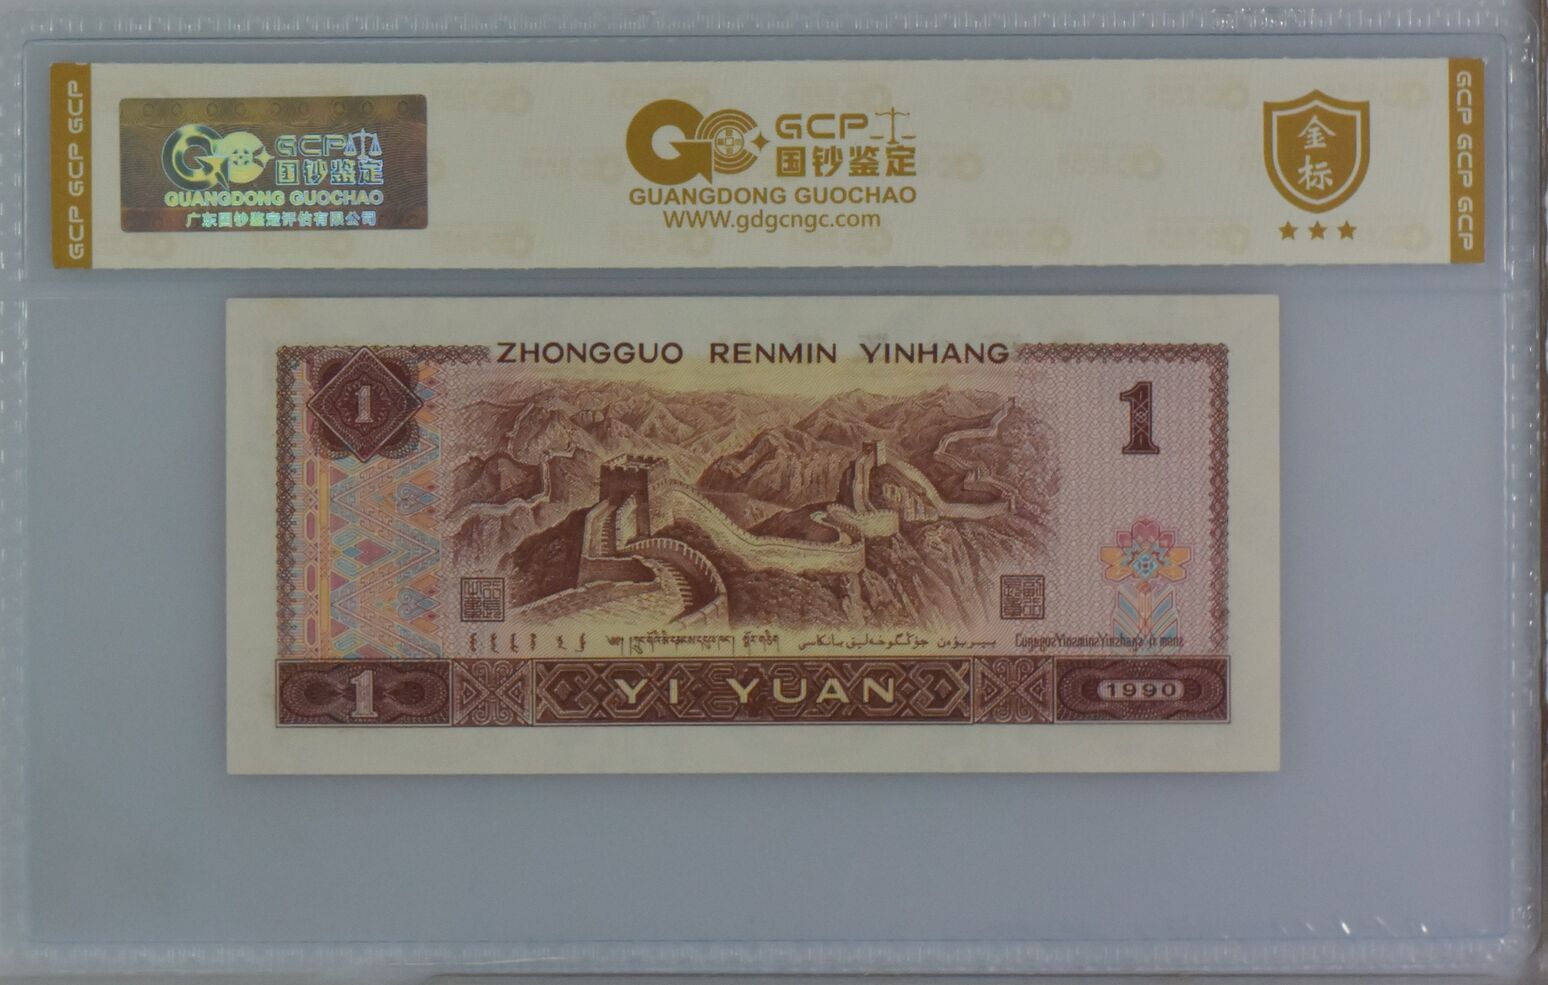 GCP GCP GCP
GCP
国钞鉴定
GUANGDONG GUOCHAO
广东国钞鉴定评估有限公司
GCP
国钞鉴定
GUANGDONG GUOCHAO
WWW.gdgcngc.com
金标
GCP GCP GCP
ZHONGGUO RENMIN YINHANG
1
1
1
YI YUAN
1990